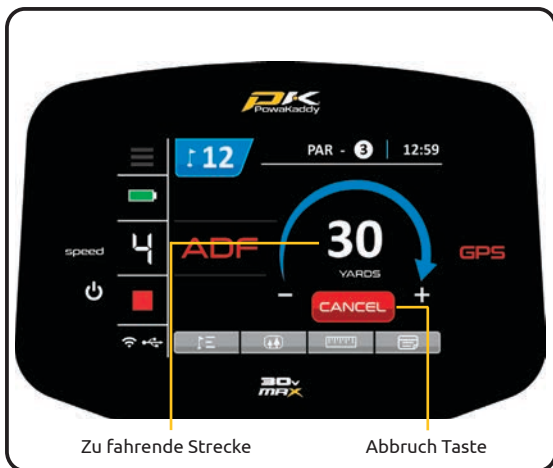 PK
PowaKaddy
12
PAR - 3 | 12:59
speed
4
ADF
30
YARDS
GPS
- +
CANCEL
30v
MAX
Zu fahrende Strecke
Abbruch Taste